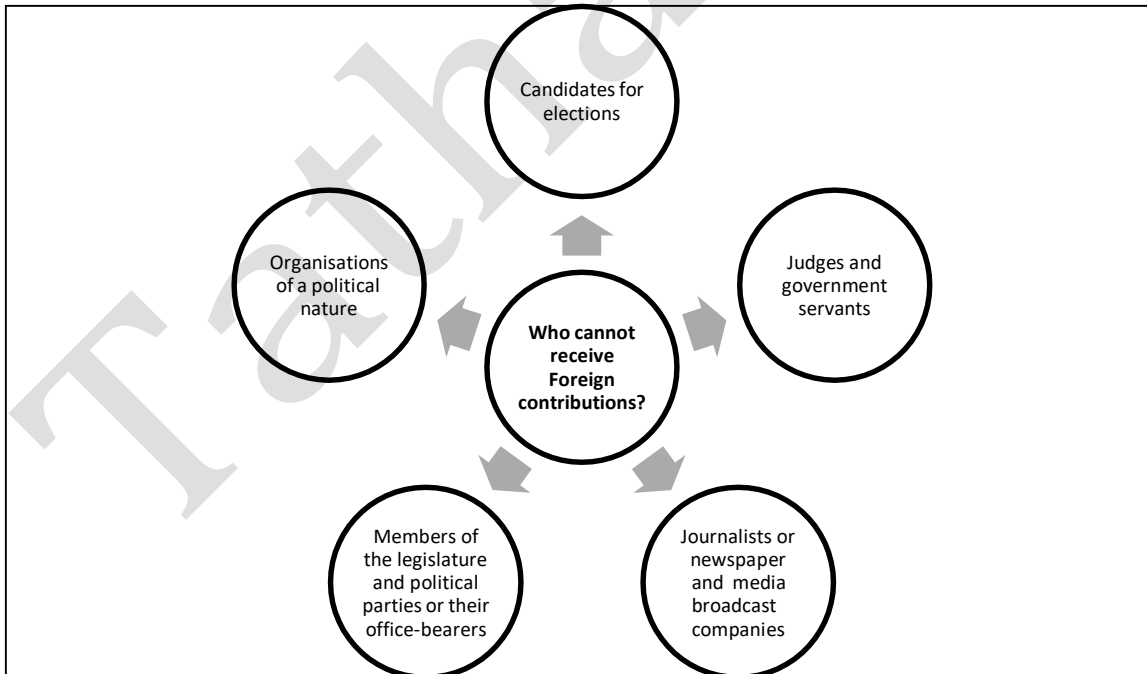 Candidates for
elections
Organisations
of a political
nature
Judges and
government
servants
Who cannot
receive
Foreign
contributions?
Members of
the legislature
and political
parties or their
office-bearers
Journalists or
newspaper
and media
broadcast
companies
Tatha